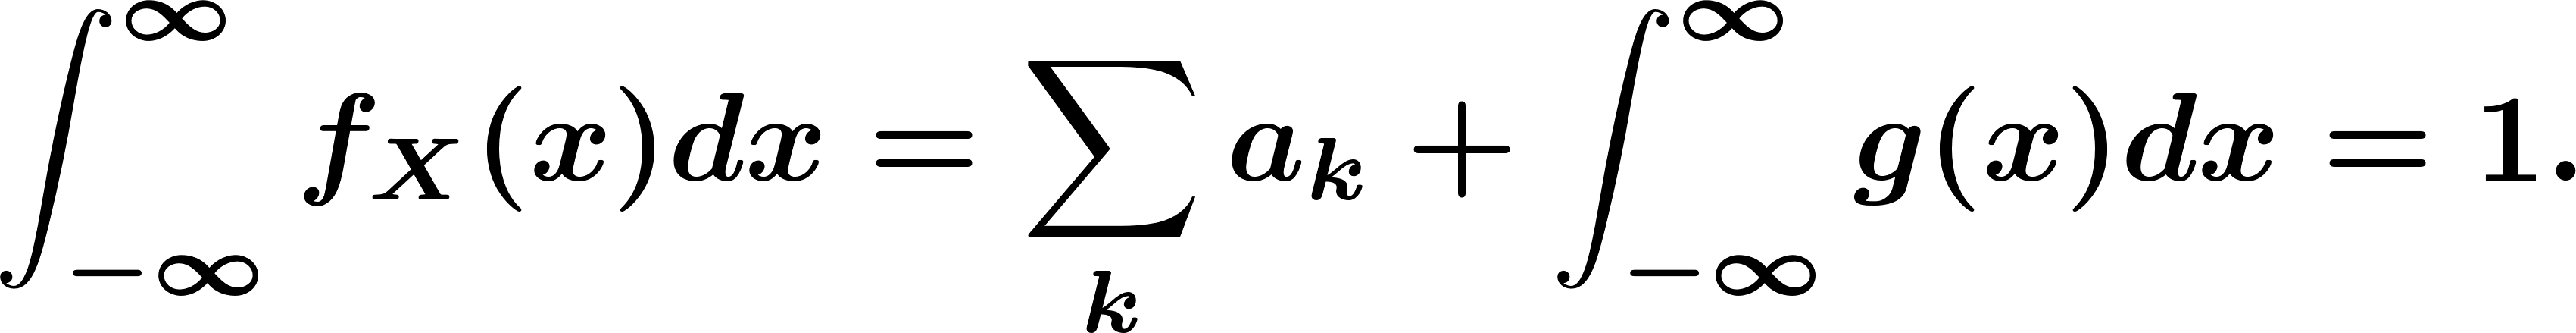 ∫_{-∞}^{∞} f_X(x)dx = ∑_k a_k + ∫_{-∞}^{∞} g(x)dx = 1.